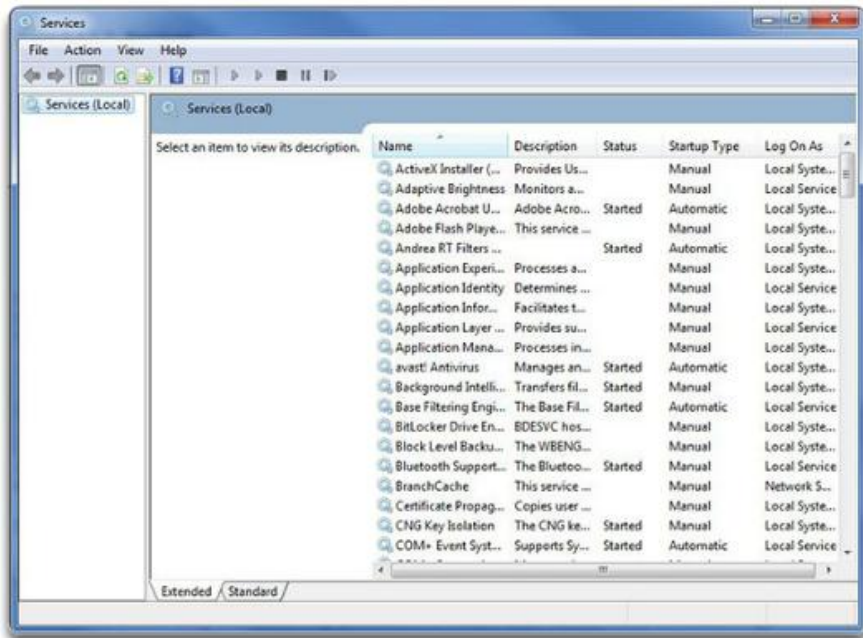 Services
File Action View Help
Services (Local)
Services (Local)
Select an item to view its description.
Name Description Status Startup Type Log On As
ActiveX Installer (... Provides Us... Manual Local Syste...
Adaptive Brightness Monitors a... Manual Local Service
Adobe Acrobat U... Adobe Acro... Started Automatic Local Syste...
Adobe Flash Playe... This service ... Manual Local Syste...
Andrea RT Filters ... Started Automatic Local Syste...
Application Experi... Processes a... Manual Local Syste...
Application Identity Determines ... Manual Local Service
Application Infor... Facilitates t... Manual Local Syste...
Application Layer ... Provides su... Manual Local Service
Application Mana... Processes in... Manual Local Syste...
avast! Antivirus Manages an... Started Automatic Local Syste...
Background Intelli... Transfers fil... Started Manual Local Syste...
Base Filtering Engi... The Base Fil... Started Automatic Local Service
BitLocker Drive En... BDESVC hos... Manual Local Syste...
Block Level Backu... The WBENG... Manual Local Syste...
Bluetooth Support... The Bluetoo... Started Manual Local Service
BranchCache This service ... Manual Network S...
Certificate Propag... Copies user ... Manual Local Syste...
CNG Key Isolation The CNG ke... Started Manual Local Syste...
COM+ Event Syst... Supports Sy... Started Automatic Local Service
Extended Standard